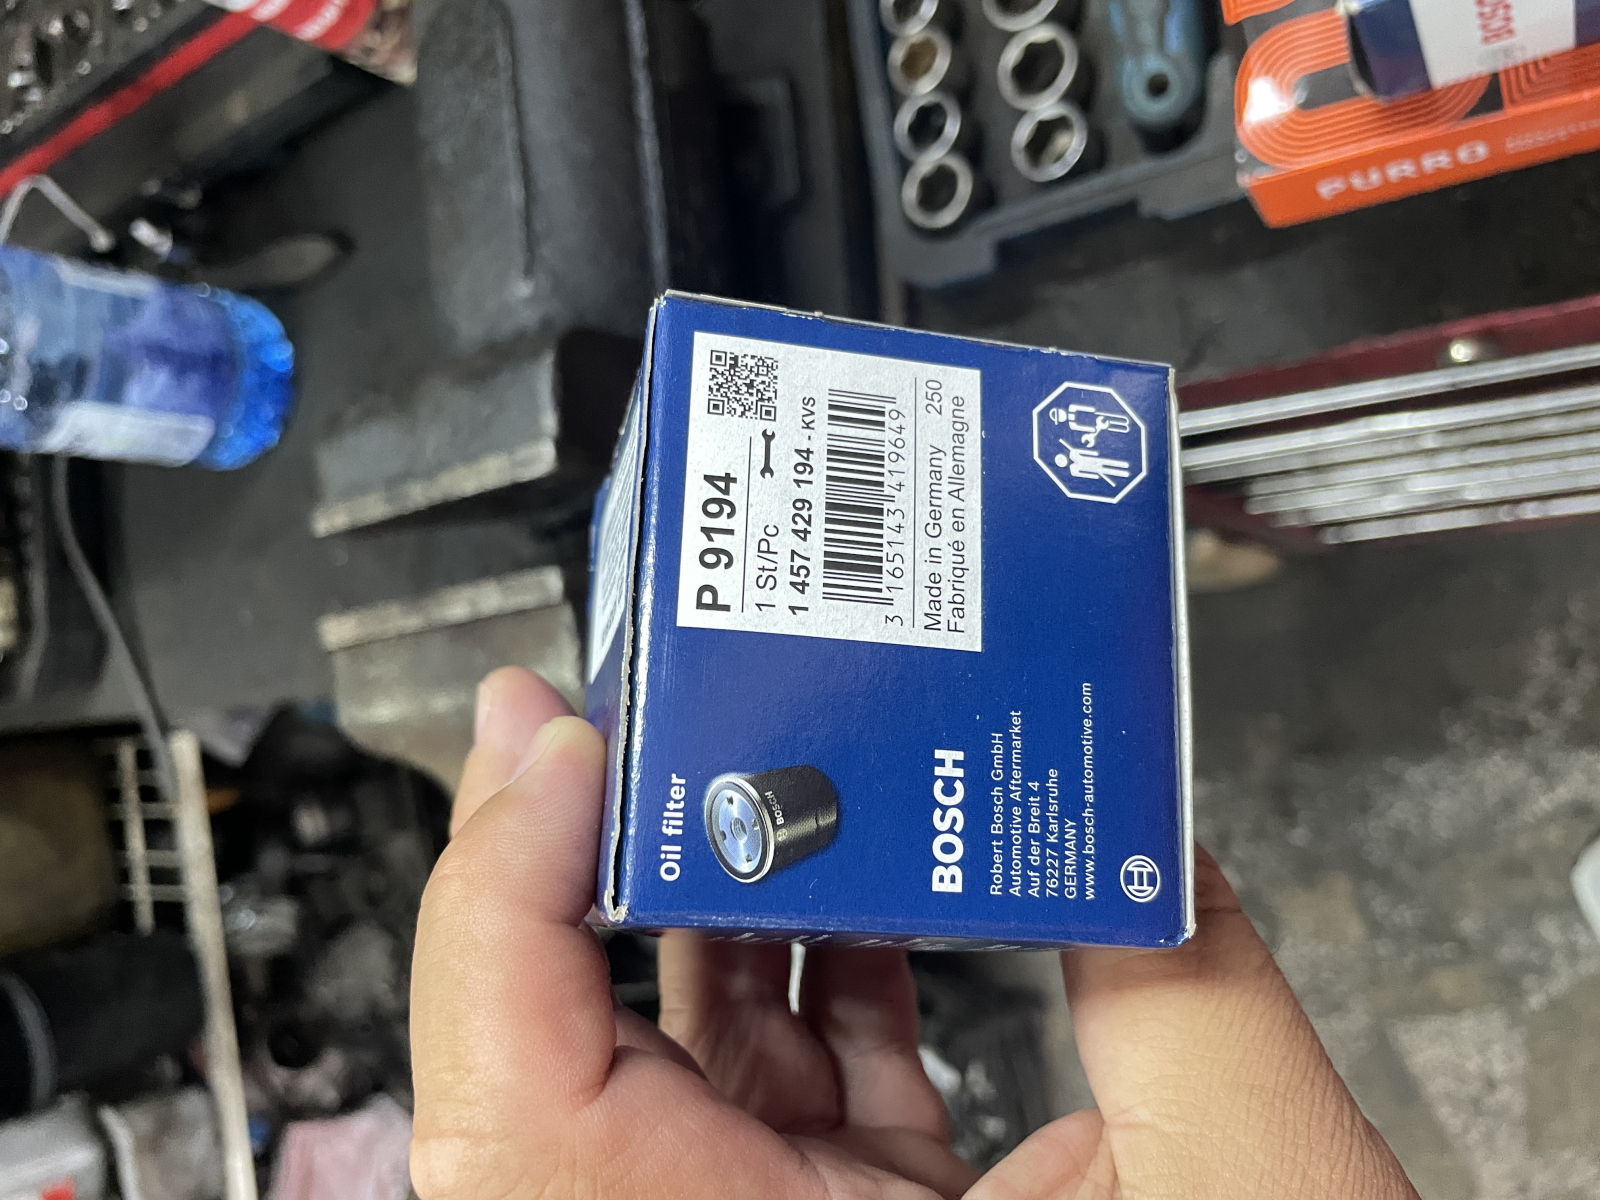 P 9194
1 St/Pc
1 457 429 194 - KVS
3 165143 419649
Made in Germany 250
Fabriqué en Allemagne
Oil filter
BOSCH
BOSCH
Robert Bosch GmbH
Automotive Aftermarket
Auf der Breit 4
76227 Karlsruhe
GERMANY
www.bosch-automotive.com
PURRO
BOSC